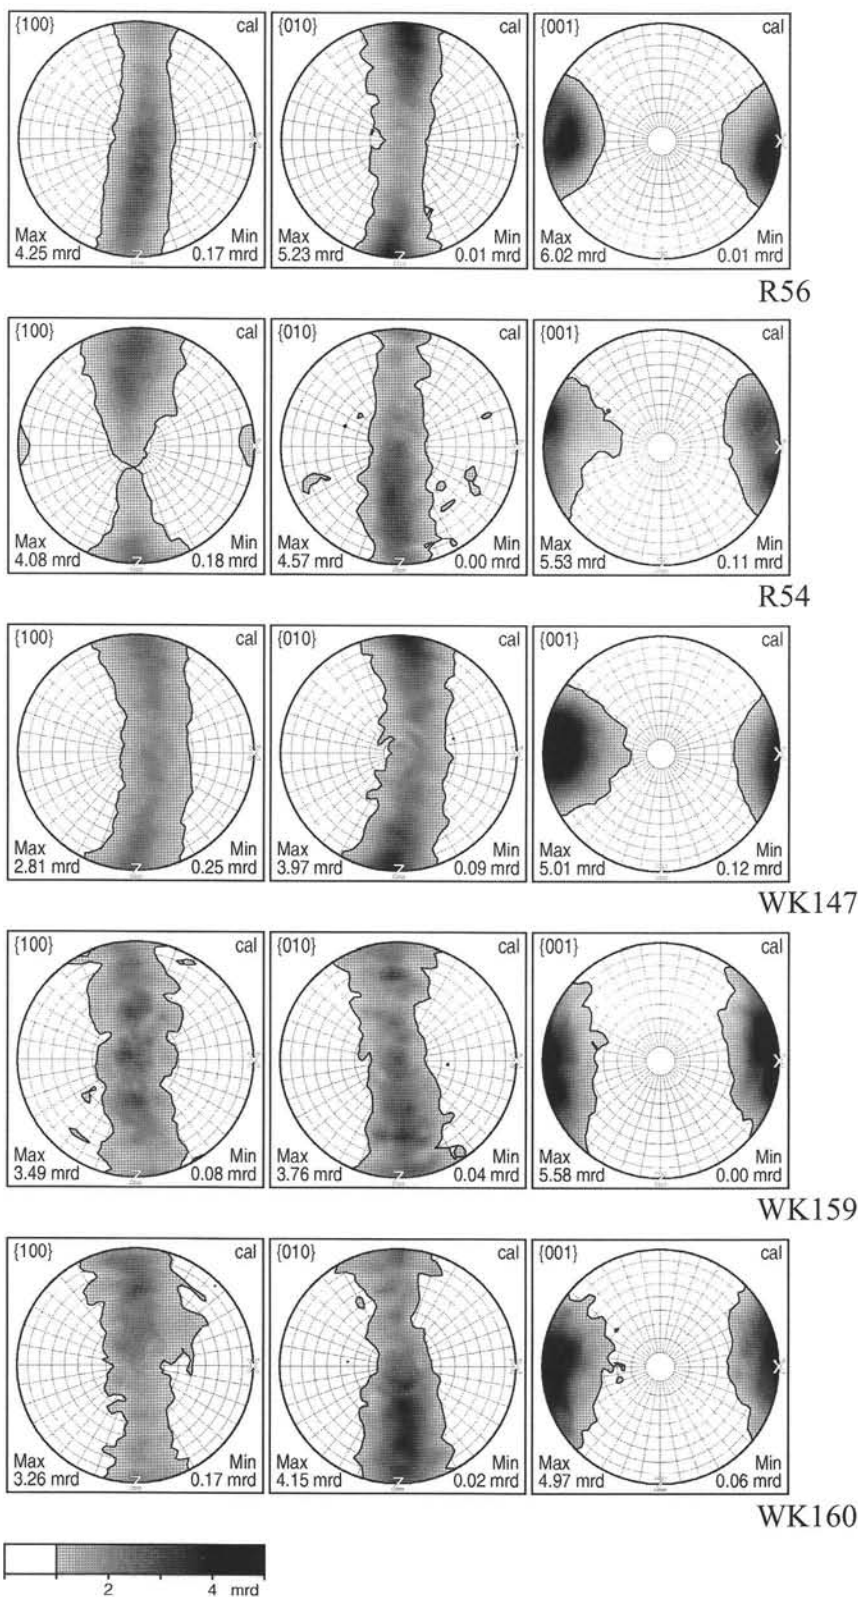 {100} cal {010} cal {001} cal
X X X
Max Min Max Min Max Min
4.25 mrd Z 0.17 mrd 5.23 mrd Z 0.01 mrd 6.02 mrd 0.01 mrd
R56
{100} cal {010} cal {001} cal
X X X
Max Min Max Min Max Min
4.08 mrd Z 0.18 mrd 4.57 mrd Z 0.00 mrd 5.53 mrd 0.11 mrd
R54
{100} cal {010} cal {001} cal
X X X
Max Min Max Min Max Min
2.81 mrd Z 0.25 mrd 3.97 mrd Z 0.09 mrd 5.01 mrd 0.12 mrd
WK147
{100} cal {010} cal {001} cal
X X X
Max Min Max Min Max Min
3.49 mrd Z 0.08 mrd 3.76 mrd Z 0.04 mrd 5.58 mrd 0.00 mrd
WK159
{100} cal {010} cal {001} cal
X X X
Max Min Max Min Max Min
3.26 mrd Z 0.17 mrd 4.15 mrd Z 0.02 mrd 4.97 mrd 0.06 mrd
WK160
2 4 mrd